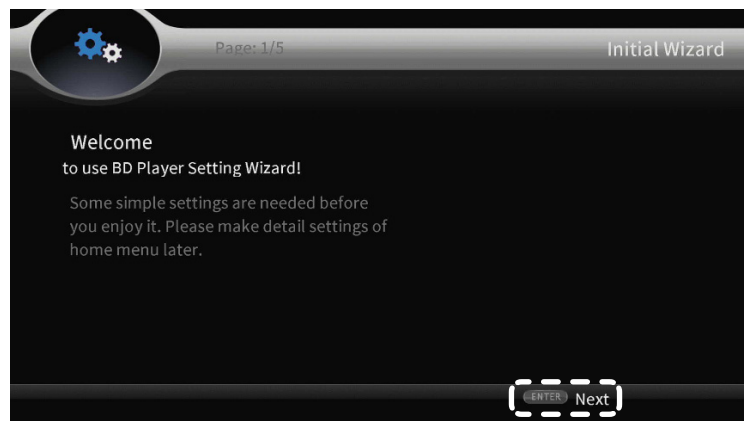 Page: 1/5
Initial Wizard
Welcome
to use BD Player Setting Wizard!
Some simple settings are needed before
you enjoy it. Please make detail settings of
home menu later.
ENTER Next